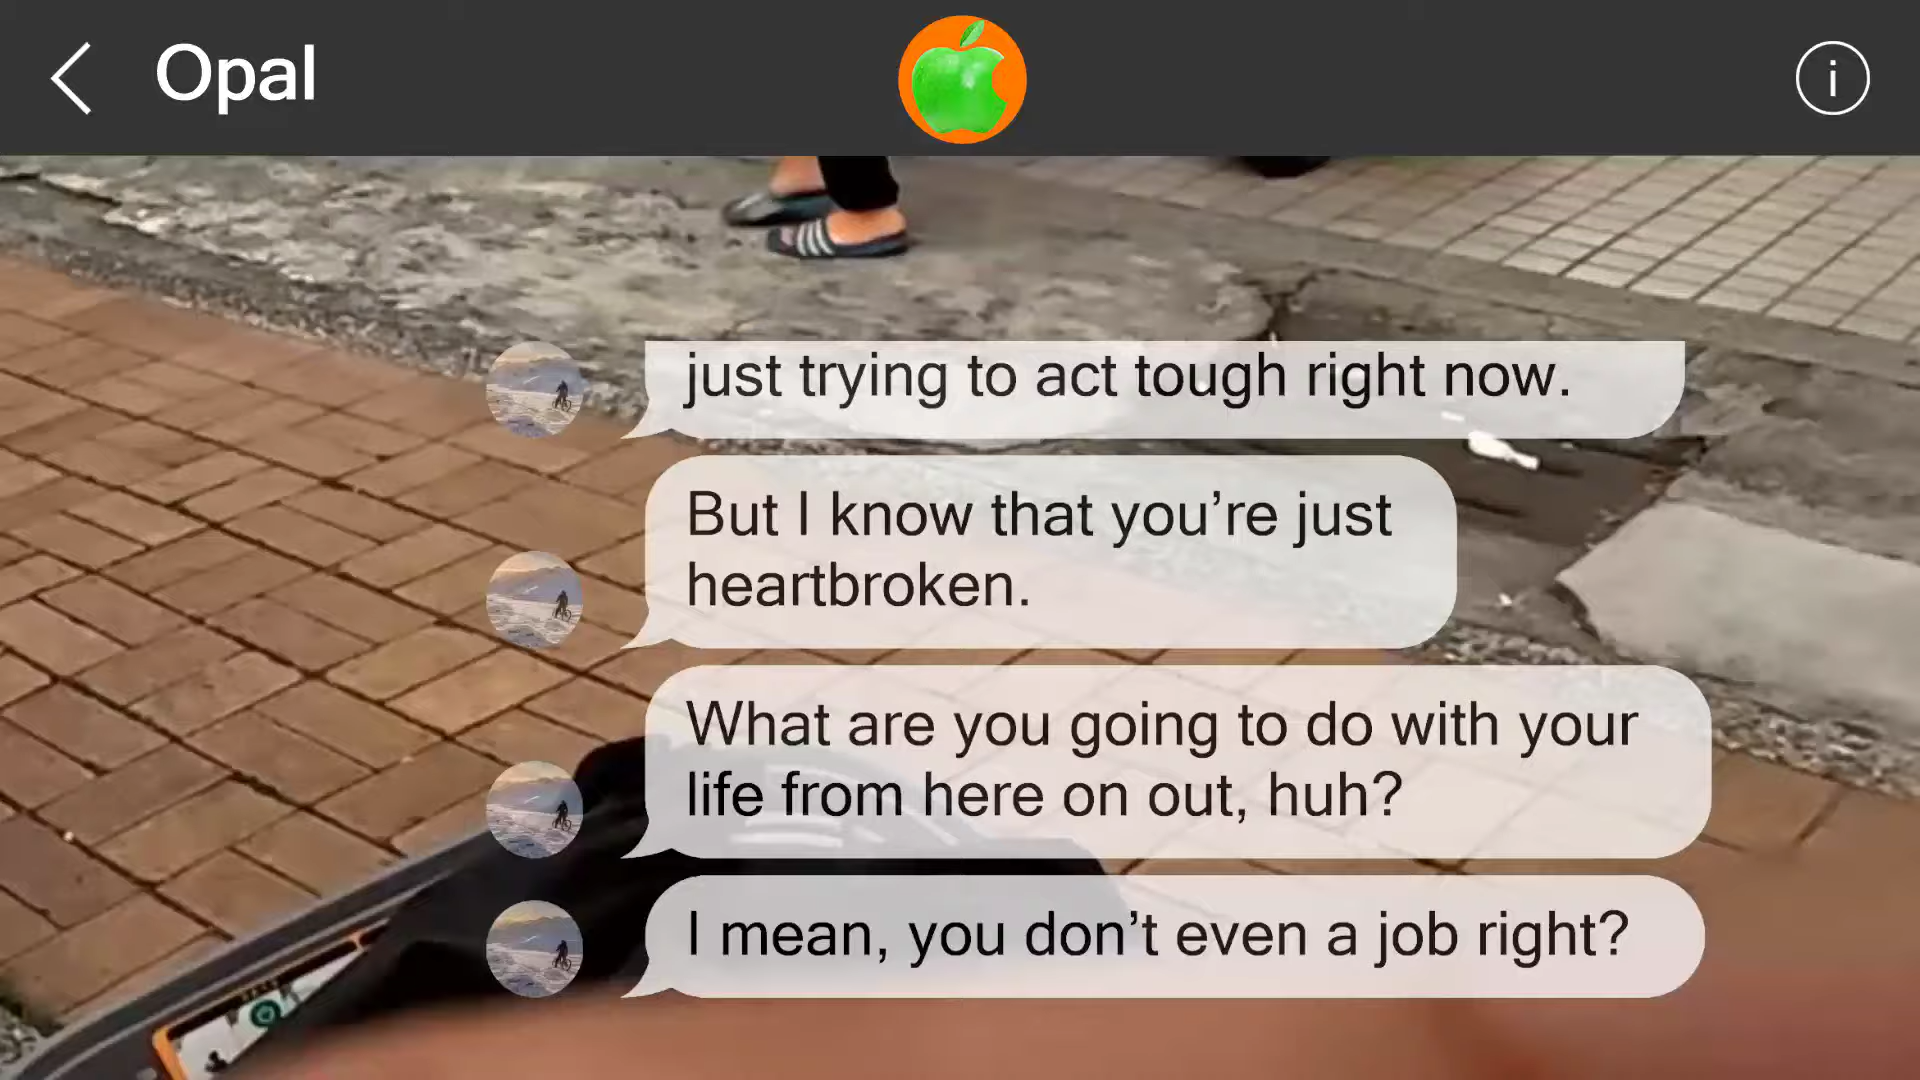 Opal
just trying to act tough right now.
But I know that you’re just
heartbroken.
What are you going to do with your
life from here on out, huh?
I mean, you don’t even a job right?